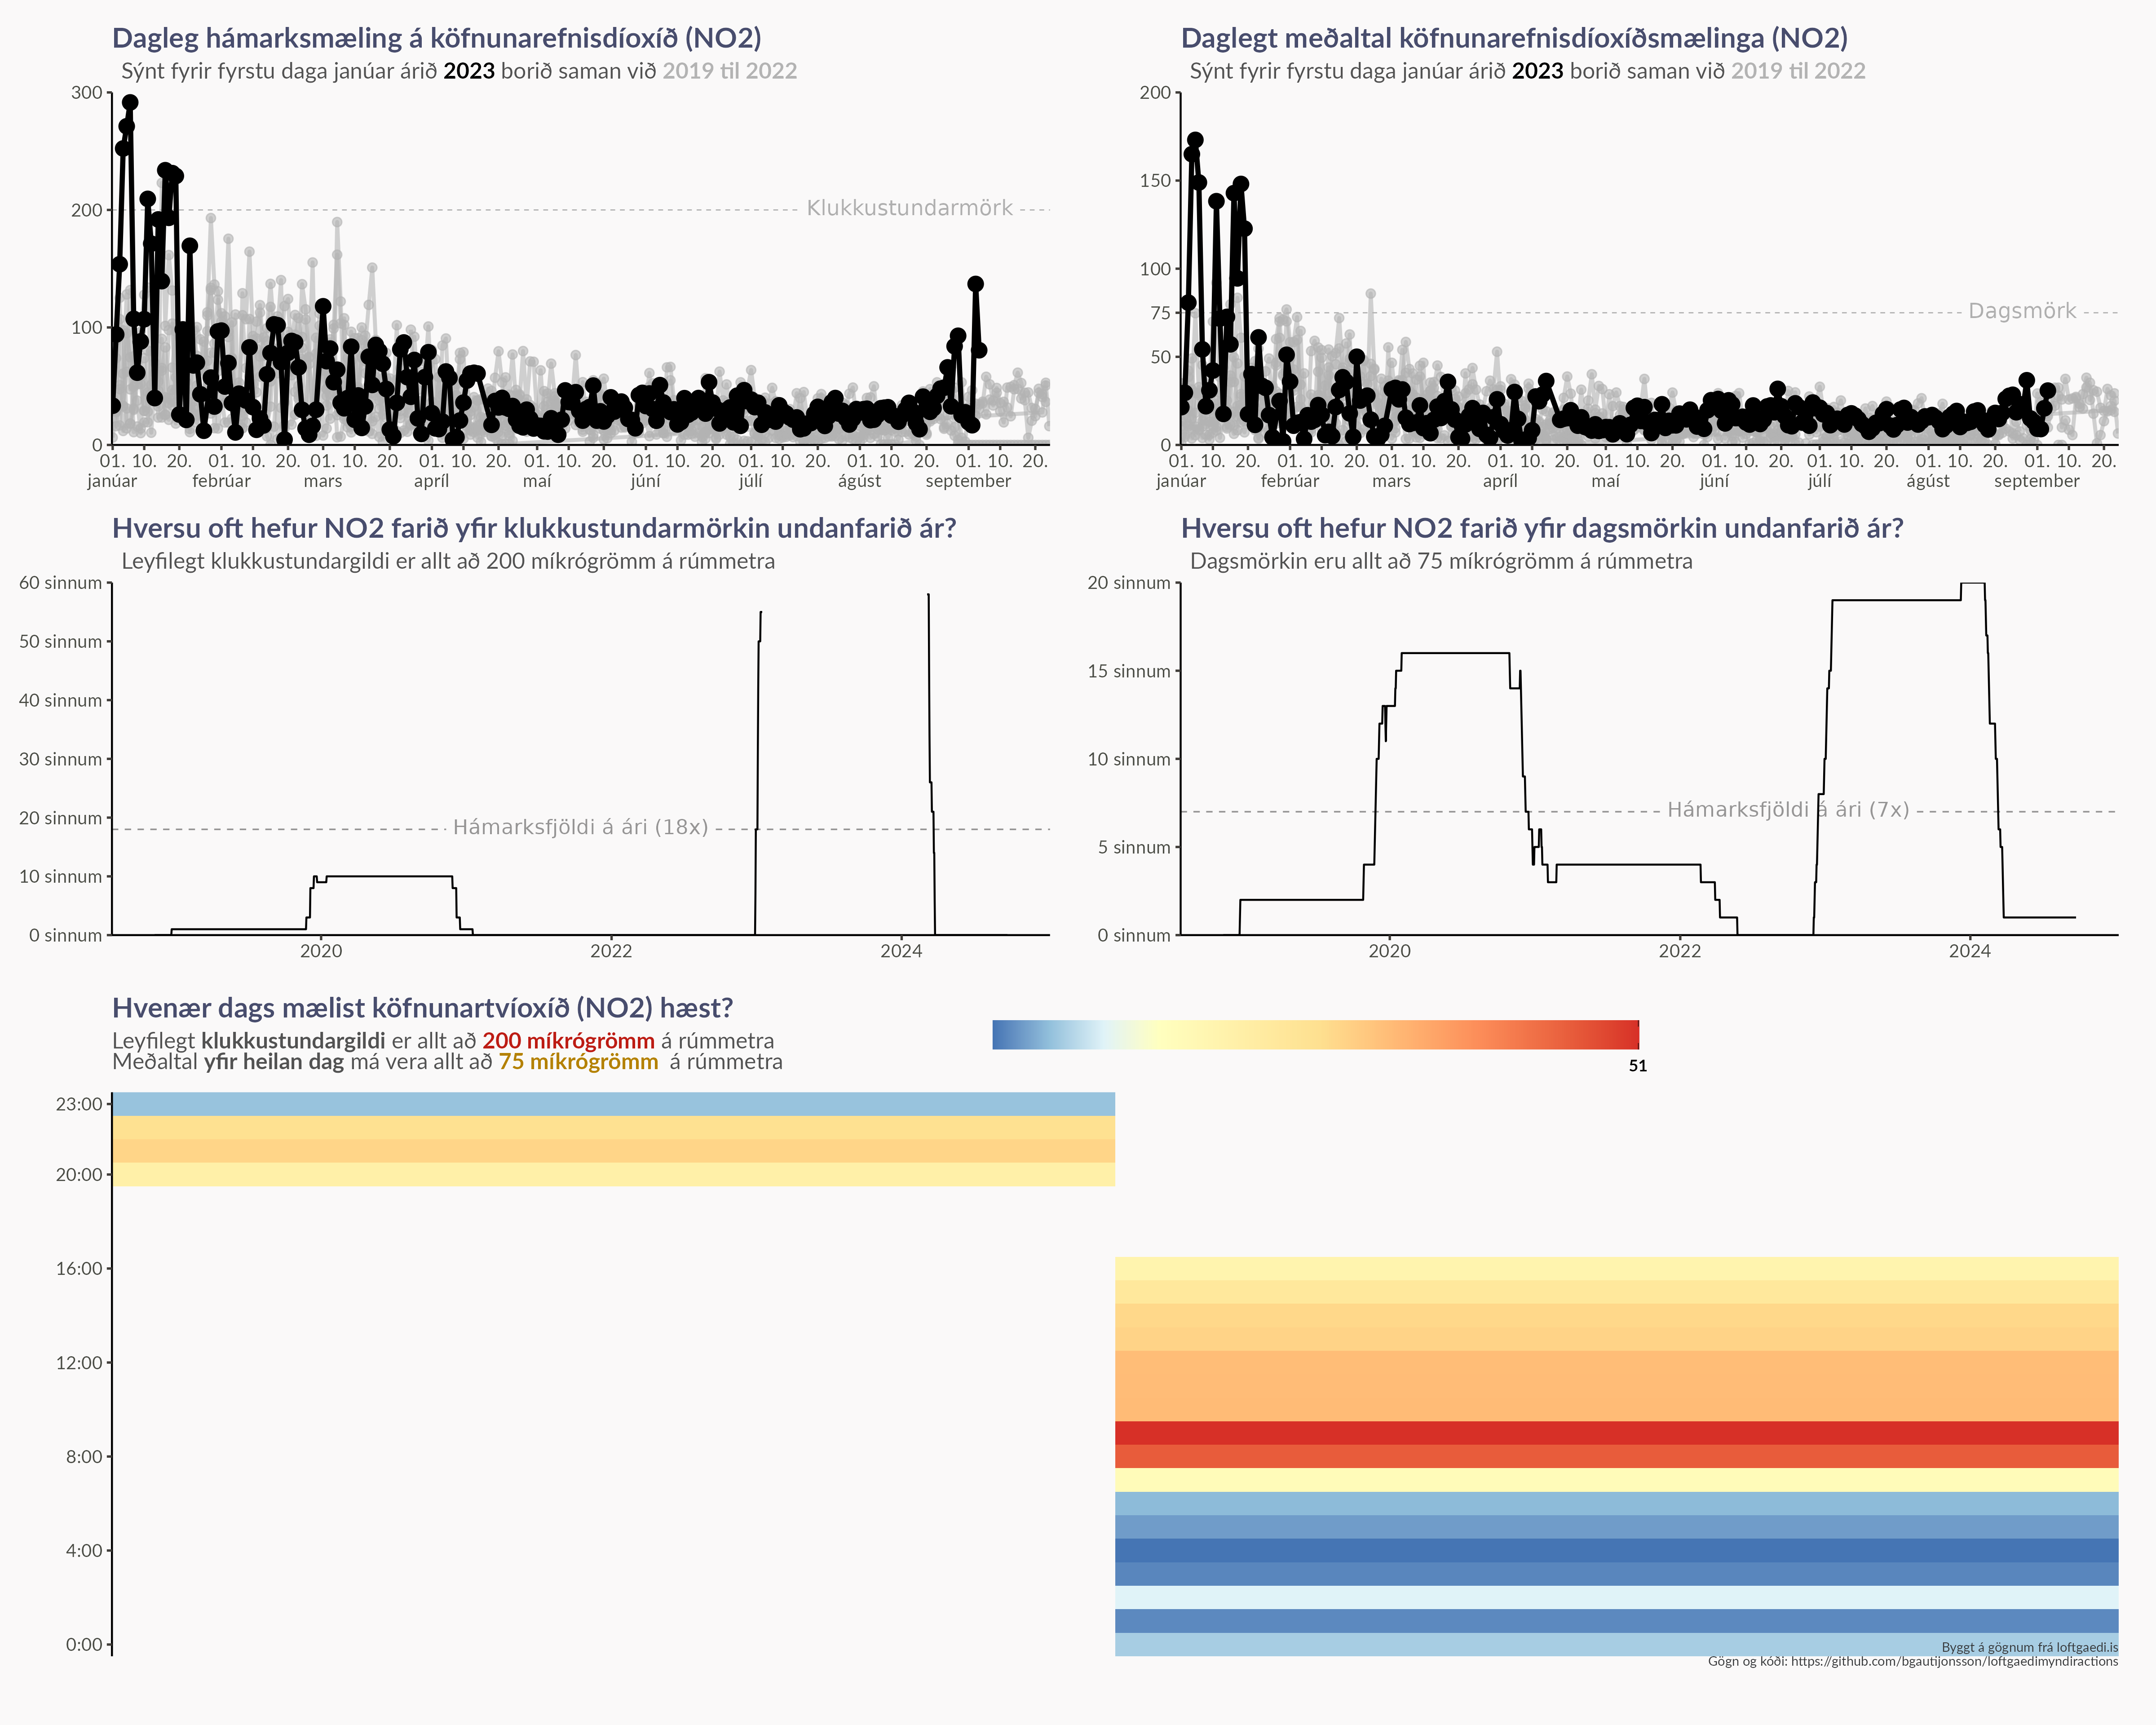 Dagleg hámarksmæling á köfnunarefnisdíoxíð (NO2)
Sýnt fyrir fyrstu daga janúar árið 2023 borið saman við 2019 til 2022
300
200
100
0
Klukkustundarmörk
01. 10. 20. 01. 10. 20. 01. 10. 20. 01. 10. 20. 01. 10. 20. 01. 10. 20. 01. 10. 20. 01. 10. 20. 01. 10. 20.
janúar febrúar mars apríl maí júní júlí ágúst september
Daglegt meðaltal köfnunarefnisdíoxíðsmælinga (NO2)
Sýnt fyrir fyrstu daga janúar árið 2023 borið saman við 2019 til 2022
200
150
100
75
50
0
Dagsmörk
01. 10. 20. 01. 10. 20. 01. 10. 20. 01. 10. 20. 01. 10. 20. 01. 10. 20. 01. 10. 20. 01. 10. 20. 01. 10. 20.
janúar febrúar mars apríl maí júní júlí ágúst september
Hversu oft hefur NO2 farið yfir klukkustundarmörkin undanfarið ár?
Leyfilegt klukkustundargildi er allt að 200 míkrógrömm á rúmmetra
60 sinnum
50 sinnum
40 sinnum
30 sinnum
20 sinnum
10 sinnum
0 sinnum
Hámarksfjöldi á ári (18x)
2020 2022 2024
Hversu oft hefur NO2 farið yfir dagsmörkin undanfarið ár?
Dagsmörkin eru allt að 75 míkrógrömm á rúmmetra
20 sinnum
15 sinnum
10 sinnum
5 sinnum
0 sinnum
Hámarksfjöldi á ári (7x)
2020 2022 2024
Hvenær dags mælist köfnunartvíoxíð (NO2) hæst?
Leyfilegt klukkustundargildi er allt að 200 míkrógrömm á rúmmetra
Meðaltal yfir heilan dag má vera allt að 75 míkrógrömm á rúmmetra
51
23:00
20:00
16:00
12:00
8:00
4:00
0:00
Byggt á gögnum frá loftgaedi.is
Gögn og kóði: https://github.com/bgautijonsson/loftgaedimyndiractions